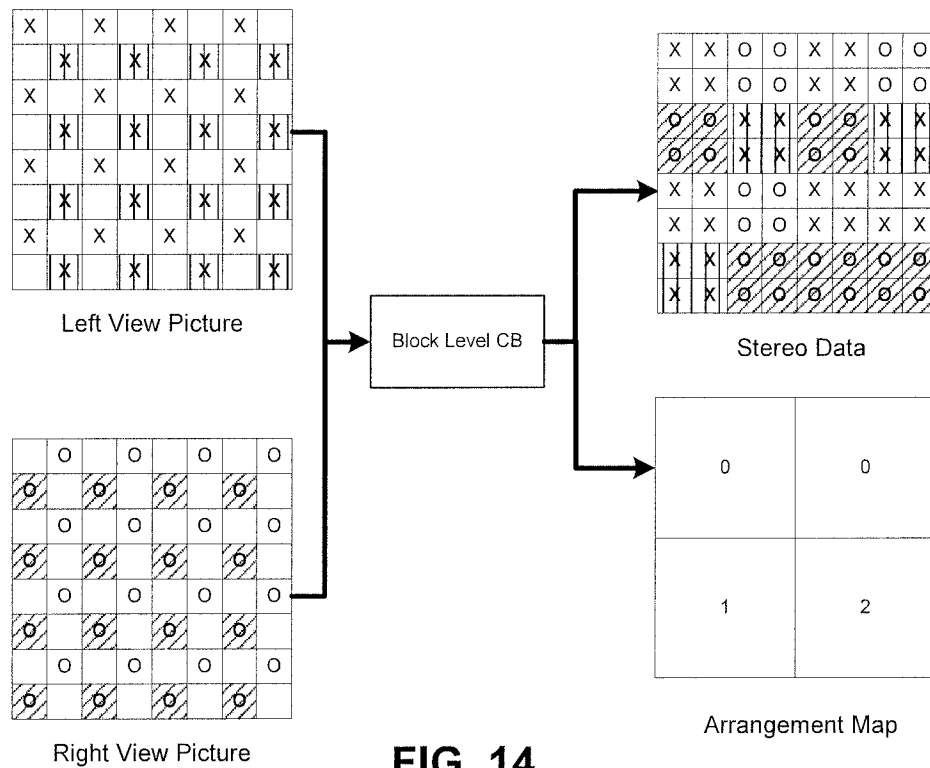 X X X X
X X X X
X X X X
X X X X
X X X X
X X X X
X X X X
X X X X
Left View Picture
O O O O
O O O O
O O O O
O O O O
O O O O
O O O O
O O O O
O O O O
Right View Picture
Block Level CB
X X O O X X O O
X X O O X X O O
O O X X O O X X
O O X X O O X X
X X O O X X X X
X X O O X X X X
X X O O O O O O
X X O O O O O O
Stereo Data
0 0
1 2
Arrangement Map
FIG. 14